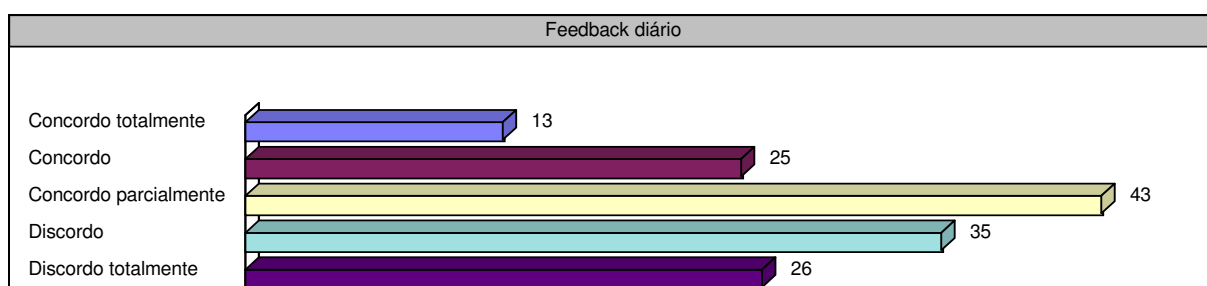 Feedback diário
Concordo totalmente 13
Concordo 25
Concordo parcialmente 43
Discordo 35
Discordo totalmente 26